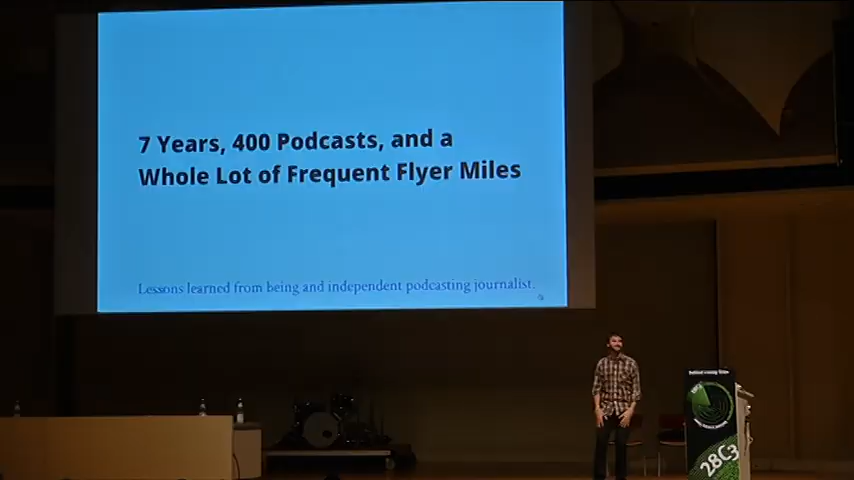 7 Years, 400 Podcasts, and a
Whole Lot of Frequent Flyer Miles
Lessons learned from being and independent podcasting journalist.
28C3